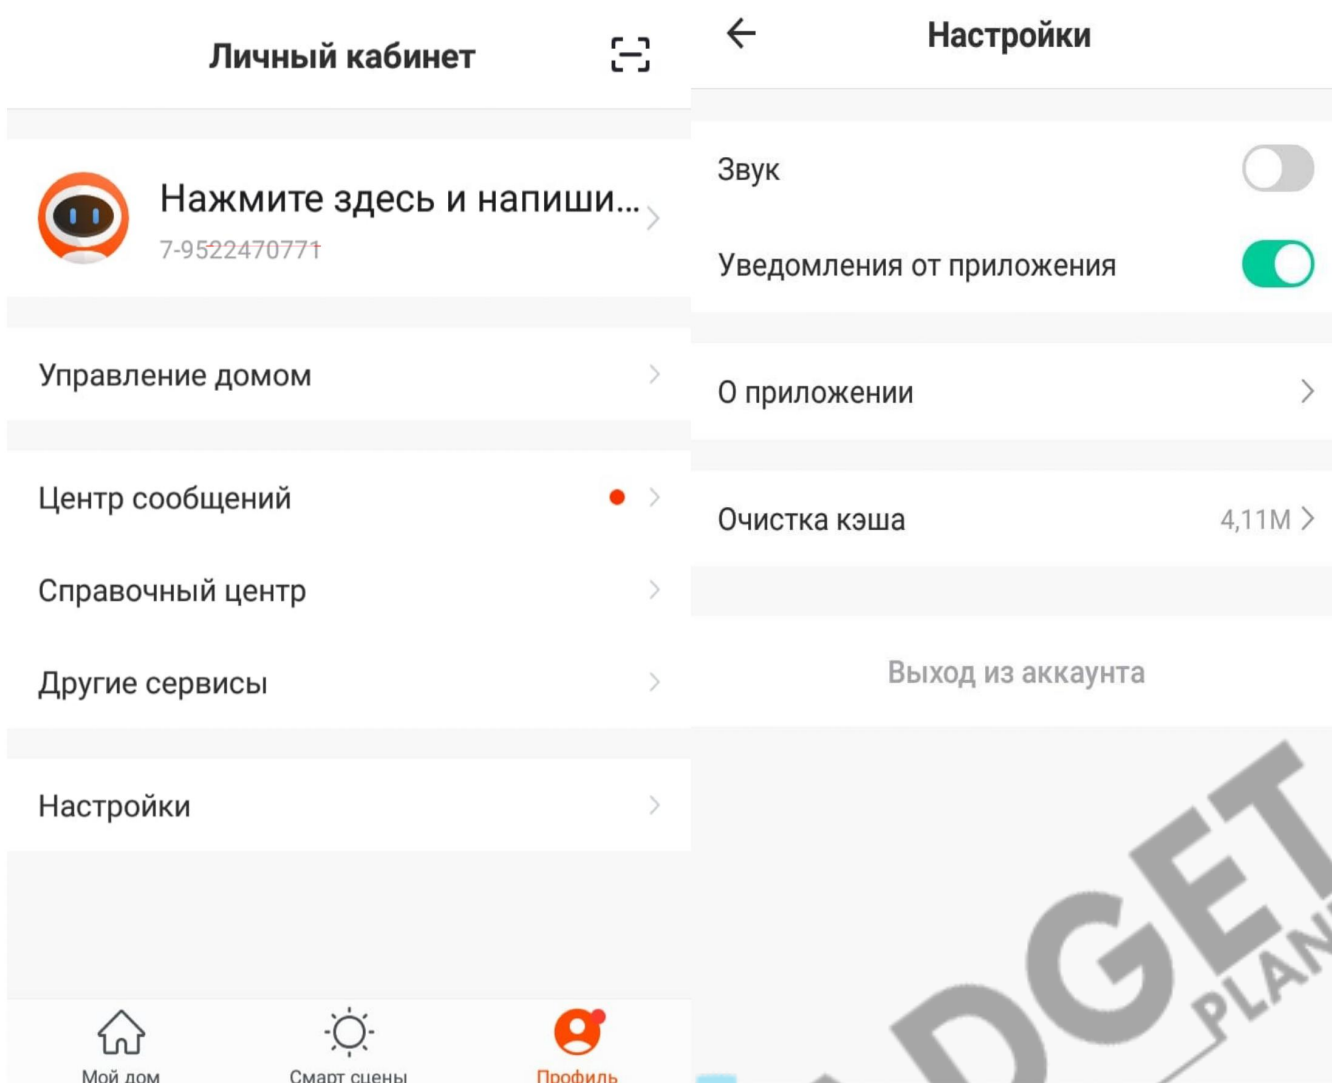 Личный кабинет
Нажмите здесь и напиши...
7-9522470771
Управление домом
Центр сообщений
Справочный центр
Другие сервисы
Настройки
Мой дом
Смарт сцены
Профиль
Настройки
Звук
Уведомления от приложения
О приложении
Очистка кэша
4,11M
Выход из аккаунта
DGET
PLAN